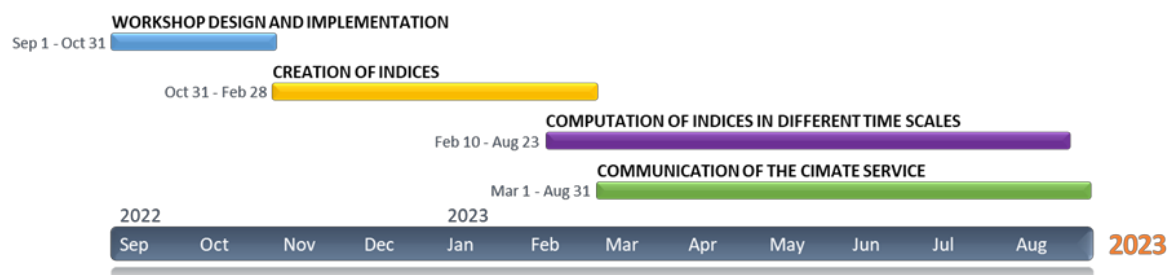 WORKSHOP DESIGN AND IMPLEMENTATION
Sep 1 - Oct 31
CREATION OF INDICES
Oct 31 - Feb 28
COMPUTATION OF INDICES IN DIFFERENT TIME SCALES
Feb 10 - Aug 23
COMMUNICATION OF THE CIMATE SERVICE
Mar 1 - Aug 31
2022 2023
Sep Oct Nov Dec Jan Feb Mar Apr May Jun Jul Aug 2023